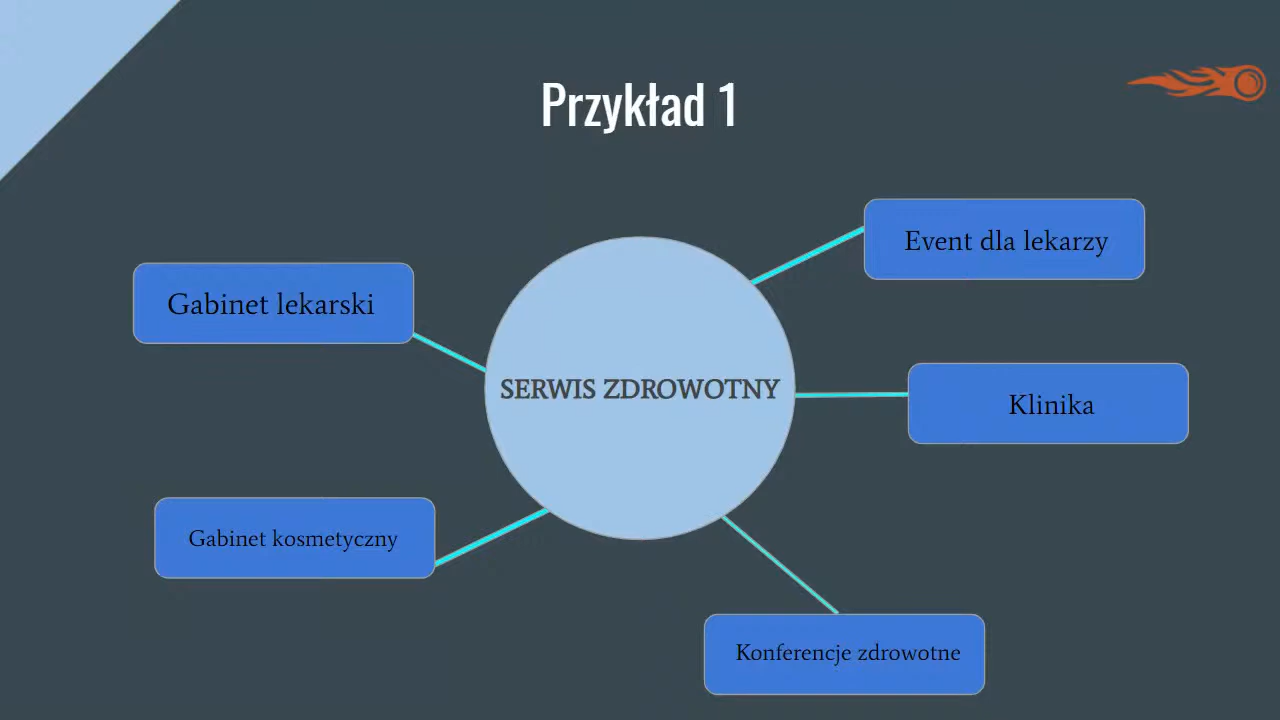 Przykład 1
Event dla lekarzy
Gabinet lekarski
SERWIS ZDROWOTNY
Klinika
Gabinet kosmetyczny
Konferencje zdrowotne